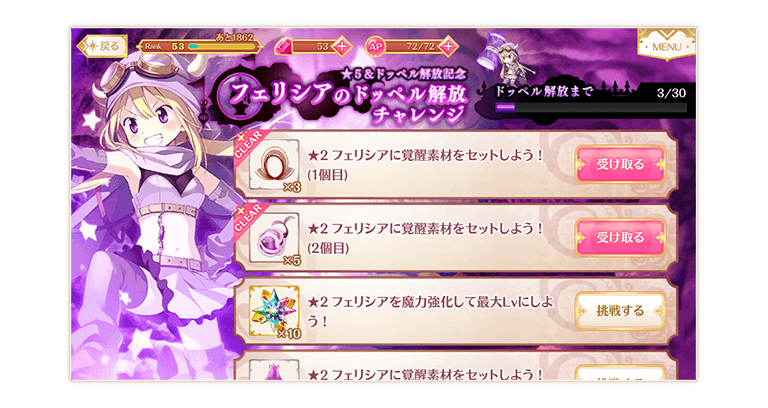 戻る
Rank 53
あと1862
53
AP 72/72
MENU
★5&ドッペル解放記念
フェリシアのドッペル解放
チャレンジ
ドッペル解放まで 3/30
CLEAR
★2 フェリシアに覚醒素材をセットしよう！
(1個目)
×3
受け取る
CLEAR
★2 フェリシアに覚醒素材をセットしよう！
(2個目)
×5
受け取る
★2 フェリシアを魔力強化して最大Lvにしよ
う！
×10
挑戦する
★2 フェリシアに覚醒素材をセットしよう！